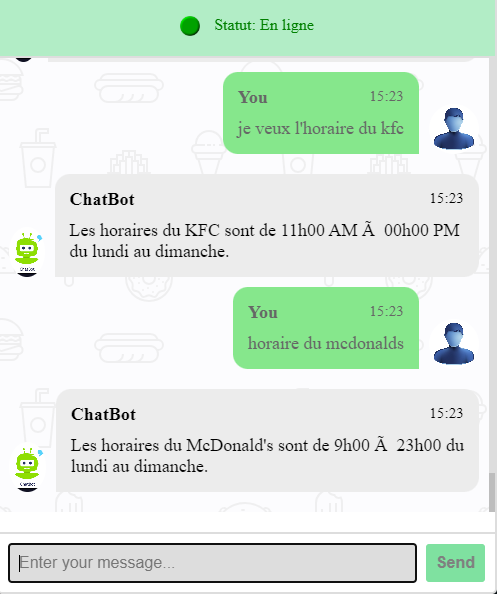 Statut: En ligne
You 15:23
je veux l'horaire du kfc
ChatBot 15:23
Les horaires du KFC sont de 11h00 AM Ã  00h00 PM
du lundi au dimanche.
You 15:23
horaire du mcdonalds
ChatBot 15:23
Les horaires du McDonald's sont de 9h00 Ã  23h00 du
lundi au dimanche.
Enter your message...
Send